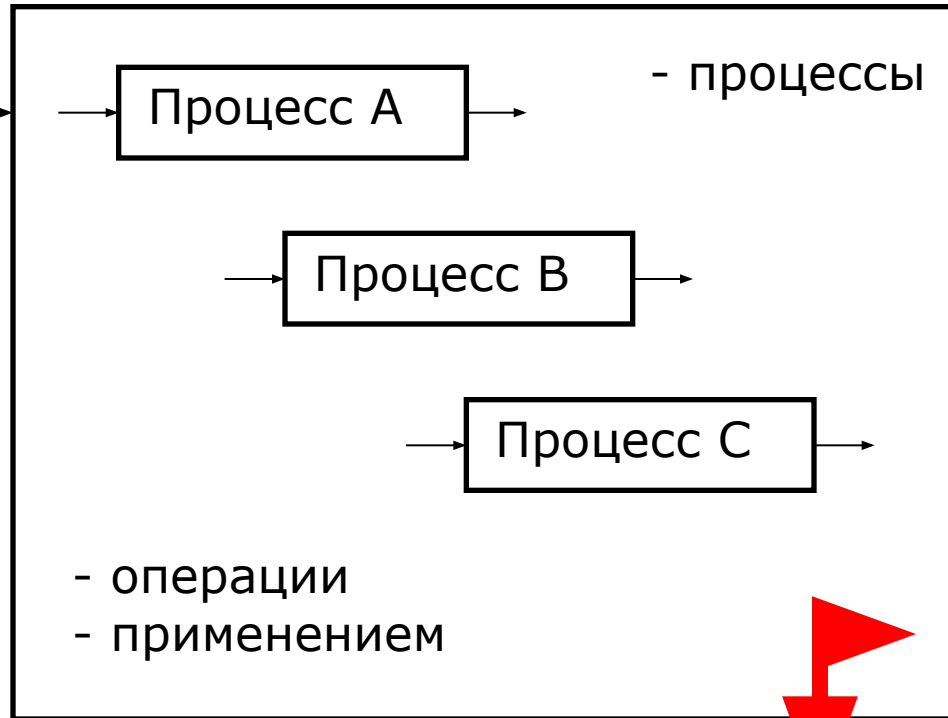 - процессы
Процесс A
Процесс B
Процесс C
- операции
- применением